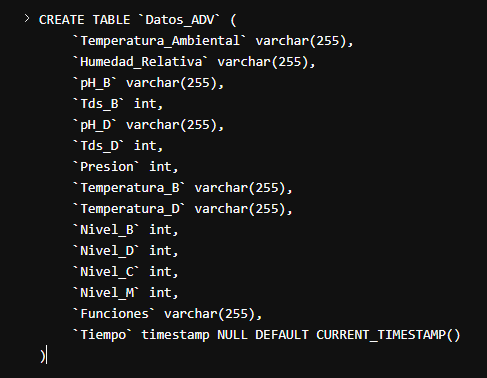 CREATE TABLE `Datos_ADV` (
`Temperatura_Ambiental` varchar(255),
`Humedad_Relativa` varchar(255),
`pH_B` varchar(255),
`Tds_B` int,
`pH_D` varchar(255),
`Tds_D` int,
`Presion` int,
`Temperatura_B` varchar(255),
`Temperatura_D` varchar(255),
`Nivel_B` int,
`Nivel_D` int,
`Nivel_C` int,
`Nivel_M` int,
`Funciones` varchar(255),
`Tiempo` timestamp NULL DEFAULT CURRENT_TIMESTAMP()
)